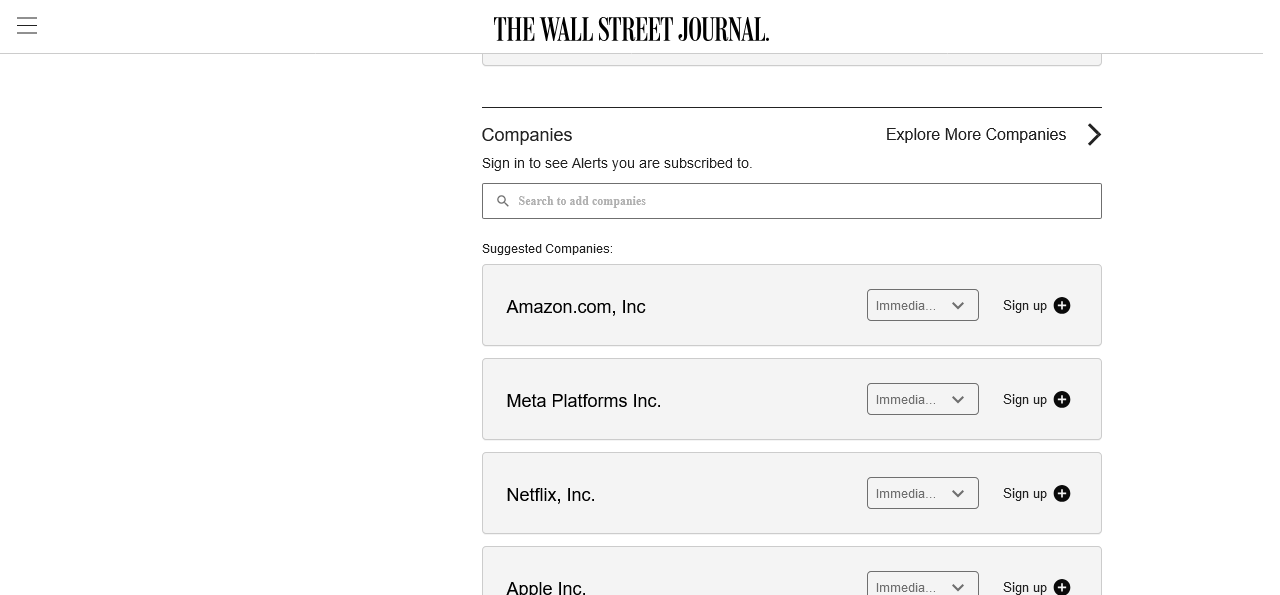 THE WALL STREET JOURNAL.
Companies
Explore More Companies
Sign in to see Alerts you are subscribed to.
Search to add companies
Suggested Companies:
Amazon.com, Inc
Immedia...
Sign up
Meta Platforms Inc.
Immedia...
Sign up
Netflix, Inc.
Immedia...
Sign up
Apple Inc.
Immedia...
Sign up